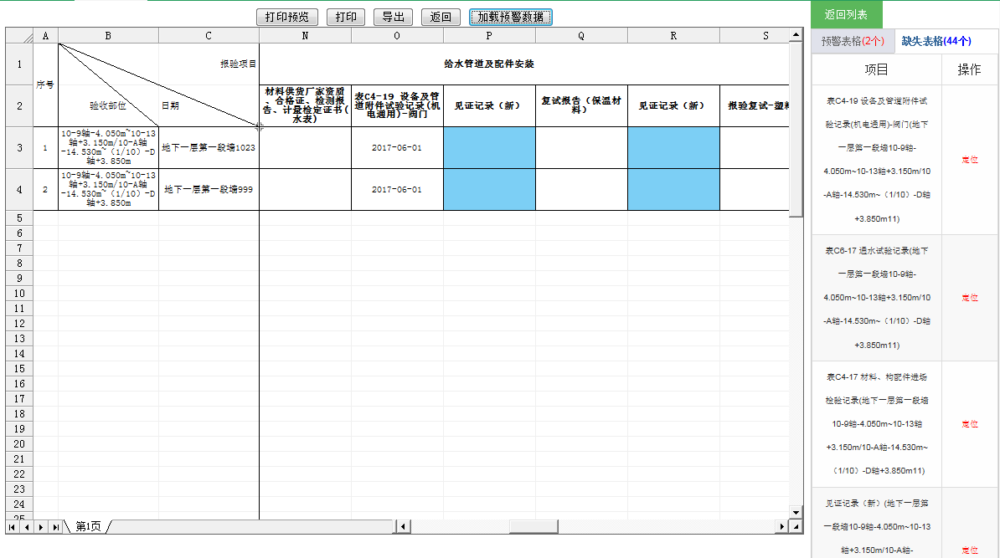 打印预览 打印 导出 返回 加载预警数据
返回列表
预警表格(2个) 缺失表格(44个)
A B C N O P Q R S
1
序号
报验项目
验收部位
日期
给水管道及配件安装
2
材料供货厂家资质
、合格证、检测报
告、计量检定证书(
水表)
表C4-19 设备及管
道附件试验记录(机
电通用)-阀门
见证记录（新）
复试报告（保温材
料）
见证记录（新）
报验复试-塑料
3
1
10-9轴-4.050m~10-13
轴+3.150m/10-A轴
-14.530m~（1/10）-D
轴+3.850m
地下一层第一段墙1023
2017-06-01
4
2
10-9轴-4.050m~10-13
轴+3.150m/10-A轴
-14.530m~（1/10）-D
轴+3.850m
地下一层第一段墙999
2017-06-01
5
6
7
8
9
10
11
12
13
14
15
16
17
18
19
20
21
22
23
24
25
第1页
项目 操作
表C4-19 设备及管道附件试
验记录(机电通用)-阀门(地下
一层第一段墙10-9轴-
4.050m~10-13轴+3.150m/10
-A轴-14.530m~（1/10）-D轴
+3.850m11)
定位
表C6-17 通水试验记录(地下
一层第一段墙10-9轴-
4.050m~10-13轴+3.150m/10
-A轴-14.530m~（1/10）-D轴
+3.850m11)
定位
表C4-17 材料、构配件进场
检验记录(地下一层第一段墙
10-9轴-4.050m~10-13轴
+3.150m/10-A轴-14.530m~
（1/10）-D轴+3.850m11)
定位
见证记录（新）(地下一层第
一段墙10-9轴-4.050m~10-13
轴+3.150m/10-A轴-
定位